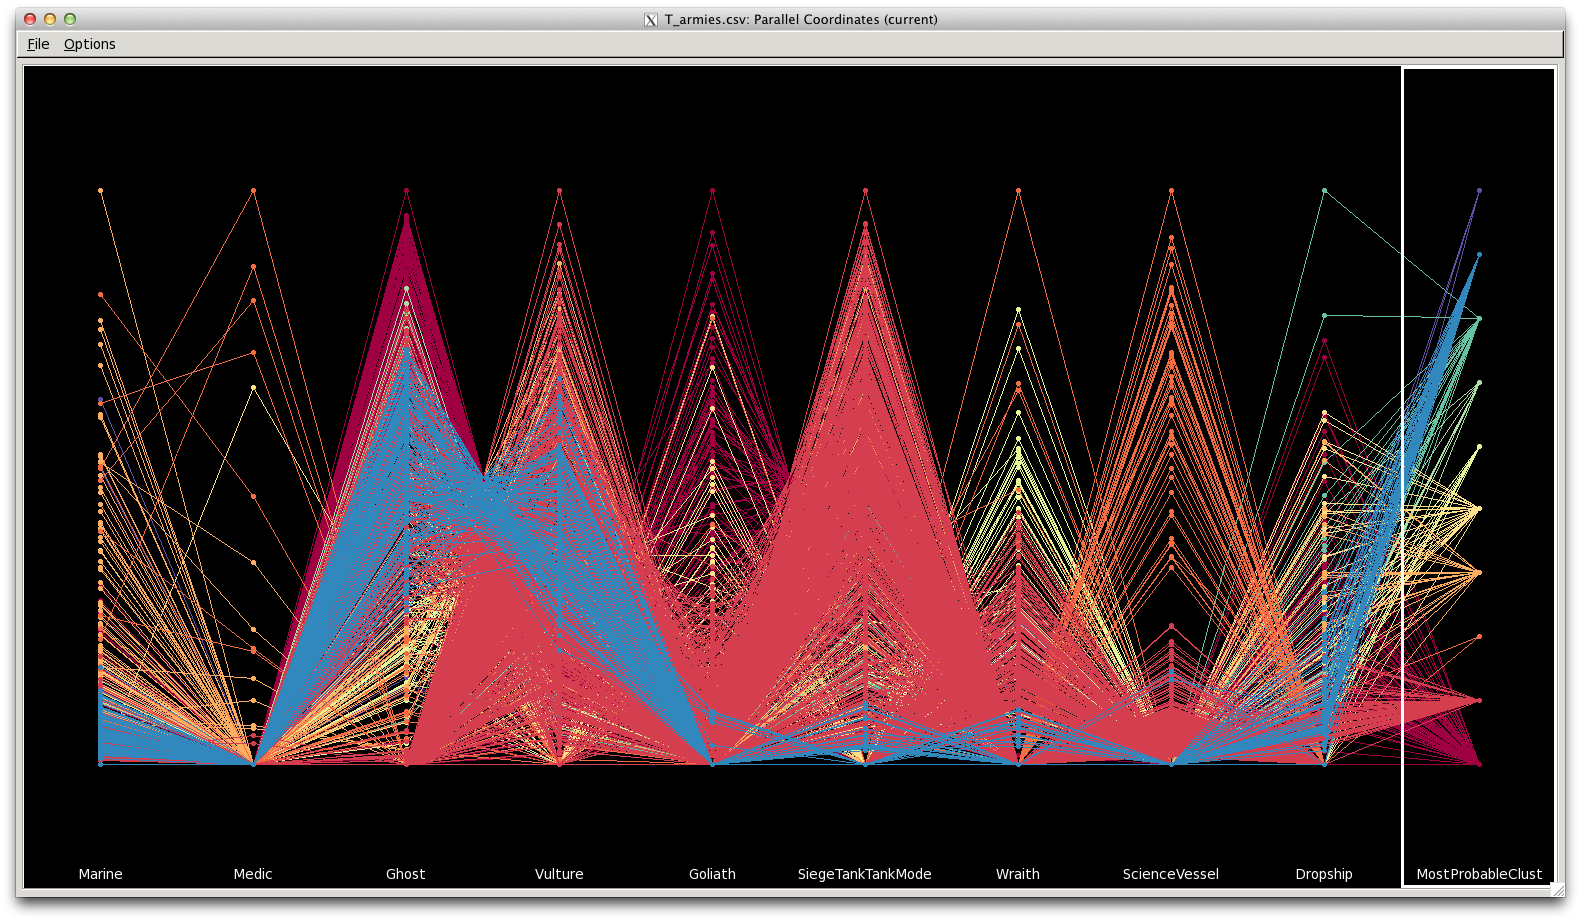 T_armies.csv: Parallel Coordinates (current)
File Options
Marine Medic Ghost Vulture Goliath SiegeTankTankMode Wraith ScienceVessel Dropship MostProbableClust